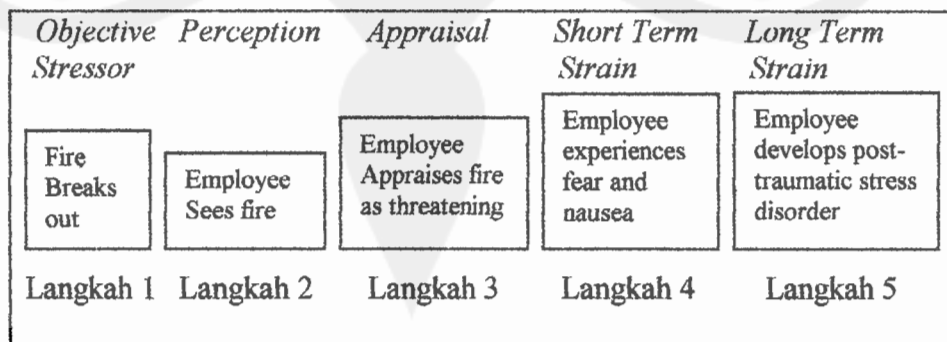 Objective Stressor
Perception
Appraisal
Short Term Strain
Long Term Strain
Fire
Breaks
out
Employee
Sees fire
Employee
Appraises fire
as threatening
Employee
experiences
fear and
nausea
Employee
develops post-
traumatic stress
disorder
Langkah 1
Langkah 2
Langkah 3
Langkah 4
Langkah 5